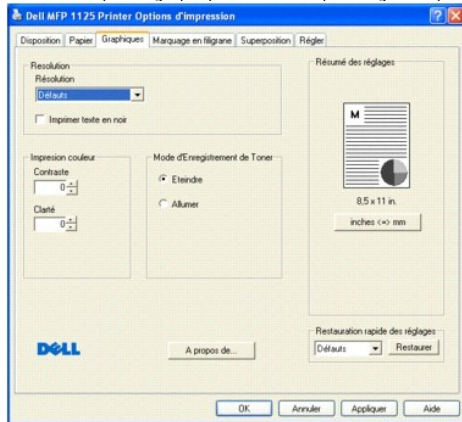 Dell MFP 1125 Printer Options d'impression
Disposition Papier Graphiques Marquage en filigrane Superposition Régler
Resolution
Résolution
Défauts
Imprimer texte en noir
Impresion couleur
Contraste
0
Clarté
0
Mode d'Enregistrement de Toner
Eteindre
Allumer
Résumé des réglages
M
8,5 x 11 in.
inches <=> mm
DELL
A propos de...
Restauration rapide des réglages
Défauts Restaurer
OK Annuler Appliquer Aide